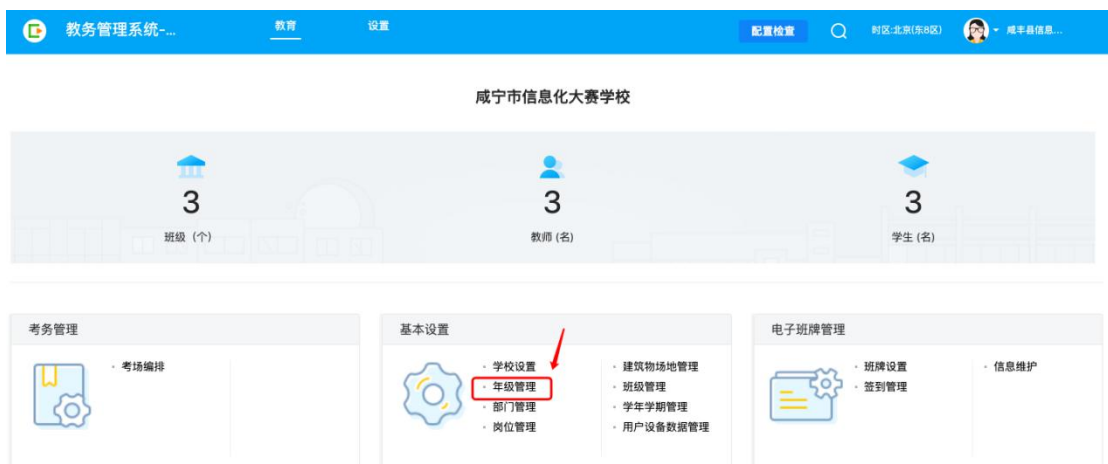 教务管理系统-...
教育
设置
配置检查
时区:北京(东8区)
咸丰县信息...
咸宁市信息化大赛学校
3
班级（个）
3
教师 (名)
3
学生 (名)
考务管理
· 考场编排
基本设置
· 学校设置
· 年级管理
· 部门管理
· 岗位管理
· 建筑物场地管理
· 班级管理
· 学年学期管理
· 用户设备数据管理
电子班牌管理
· 班牌设置
· 签到管理
· 信息维护